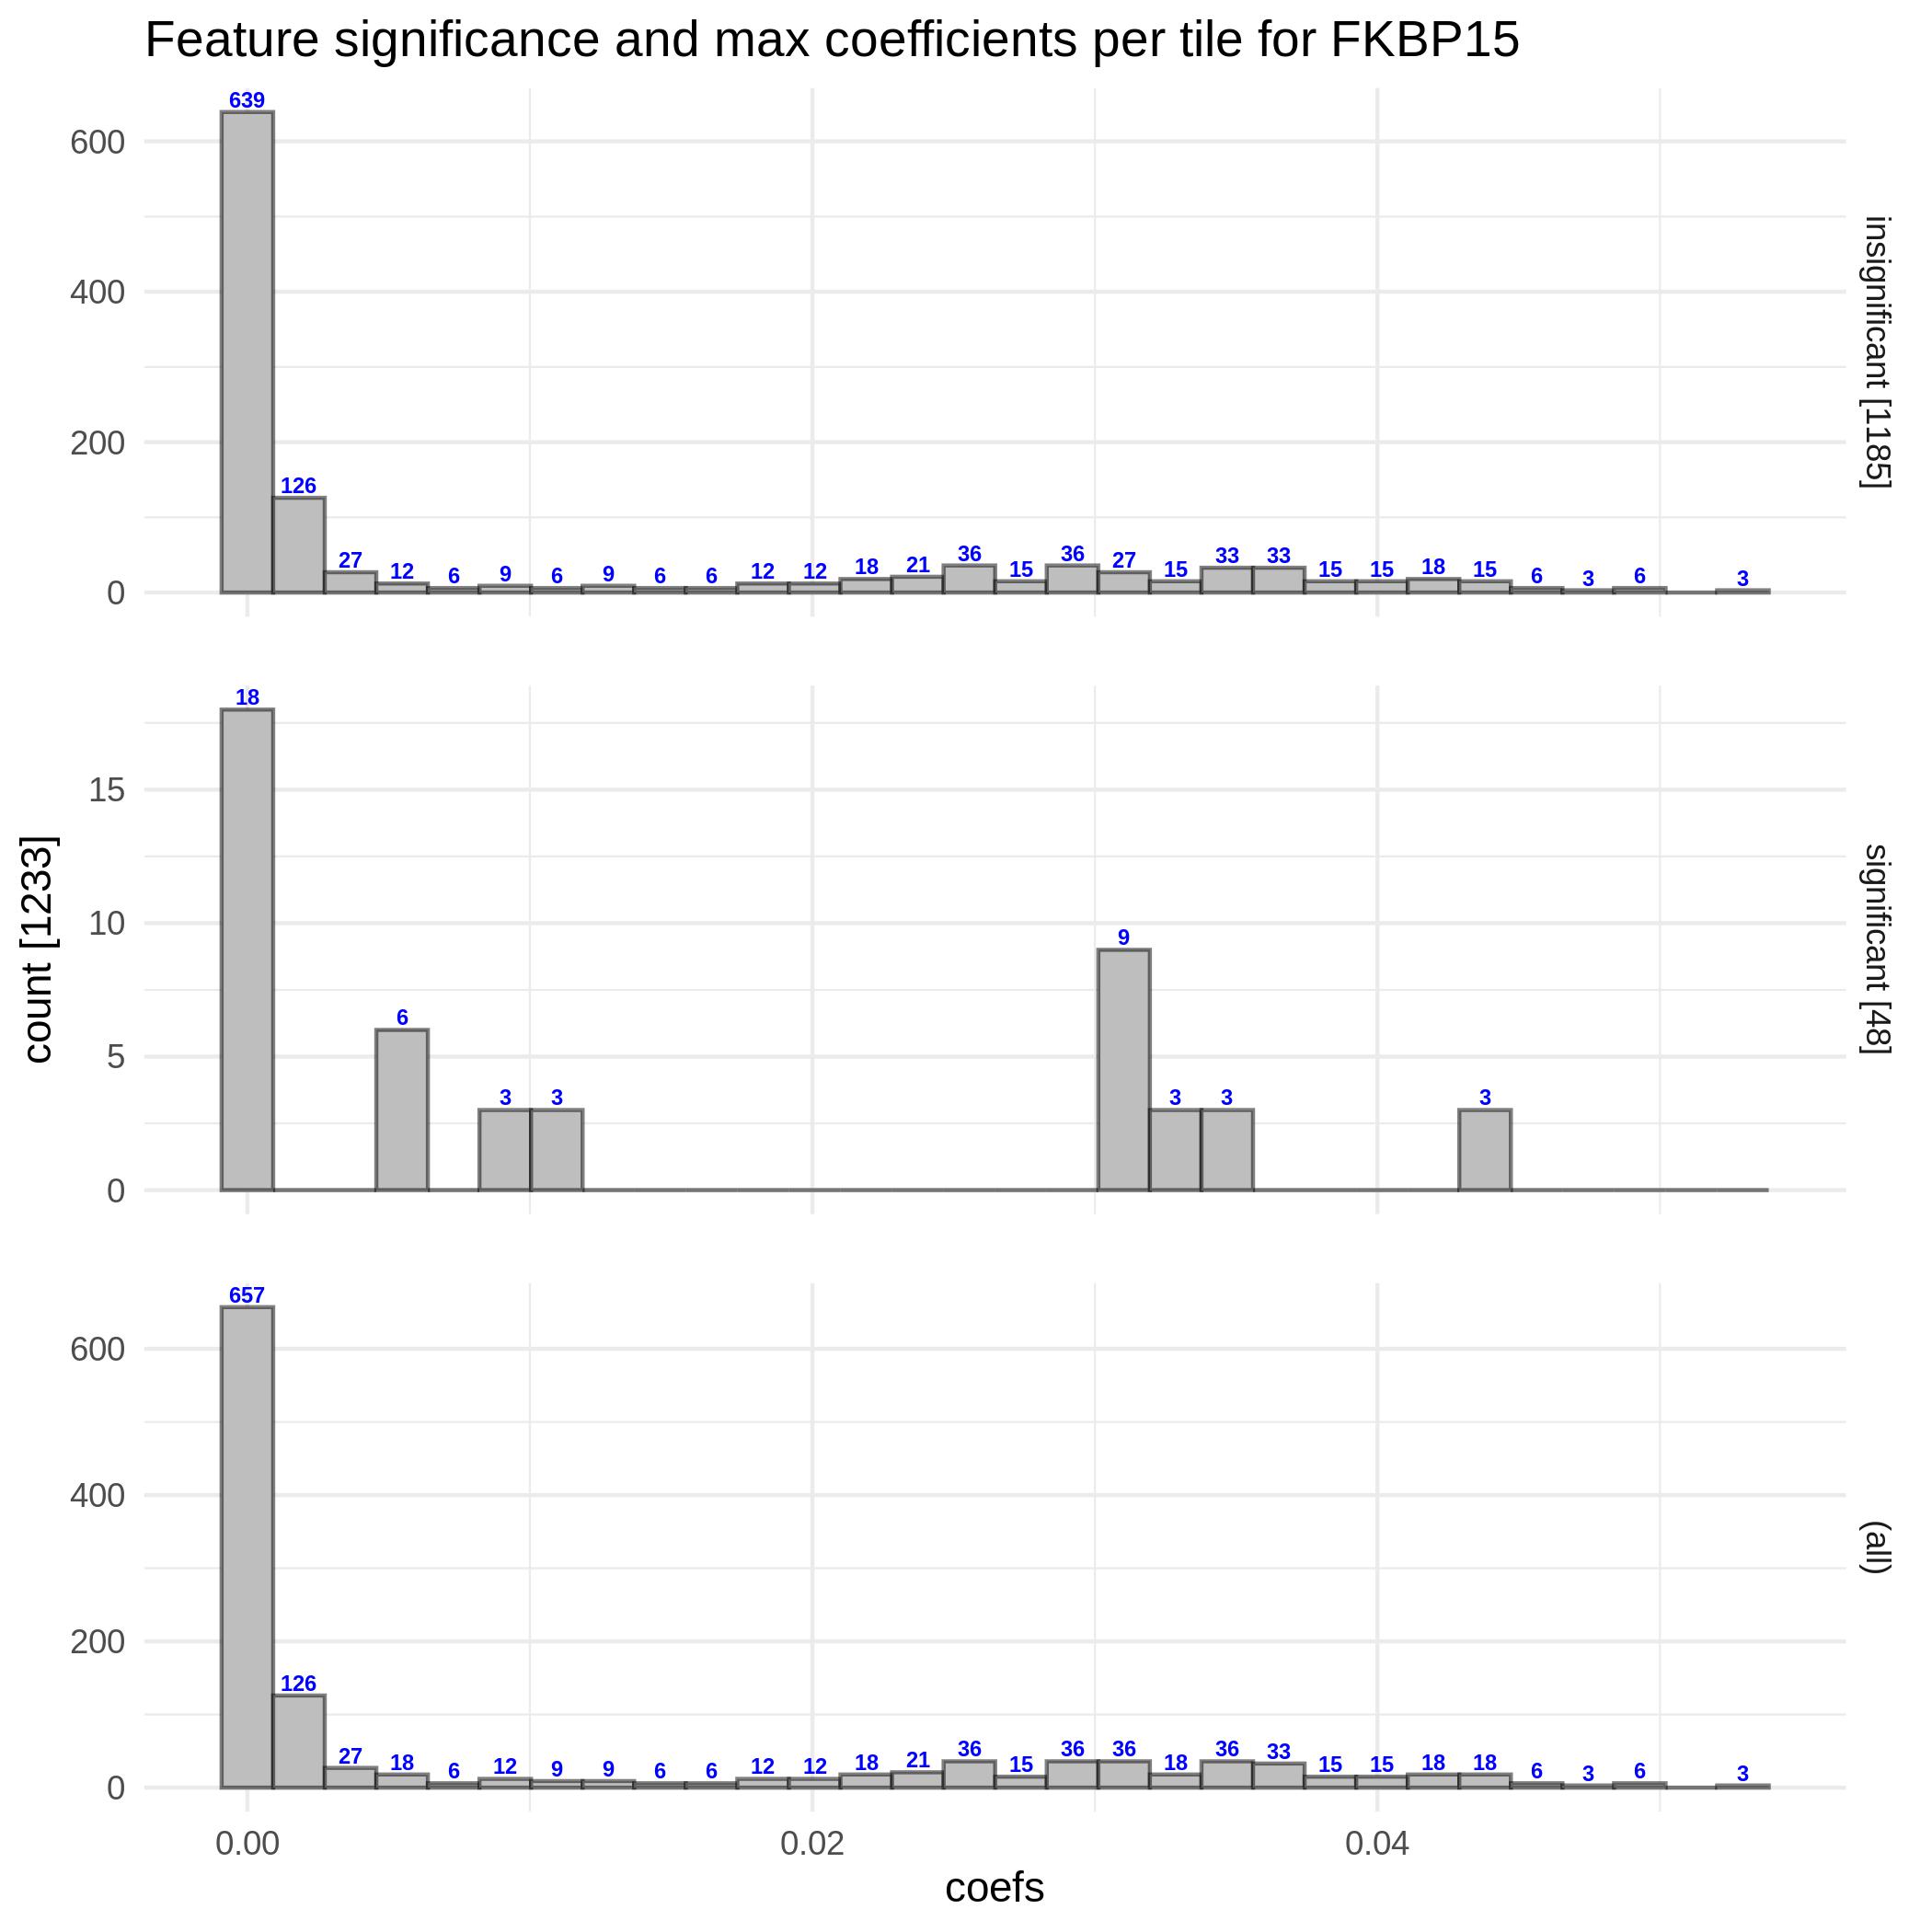 Feature significance and max coefficients per tile for FKBP15
639
600
400
200
126
27 12 6 9 6 9 6 6 12 12 18 21 36 15 36 27 15 33 33 15 15 18 15 6 3 6 3
0
insignificant [1185]
18
15
10
9
6
5
3 3 3 3 3
0
significant [48]
count [1233]
657
600
400
200
126
27 18 6 12 9 9 6 6 12 12 18 21 36 15 36 36 18 36 33 15 15 18 18 6 3 6 3
0
(all)
0.00 0.02 0.04
coefs